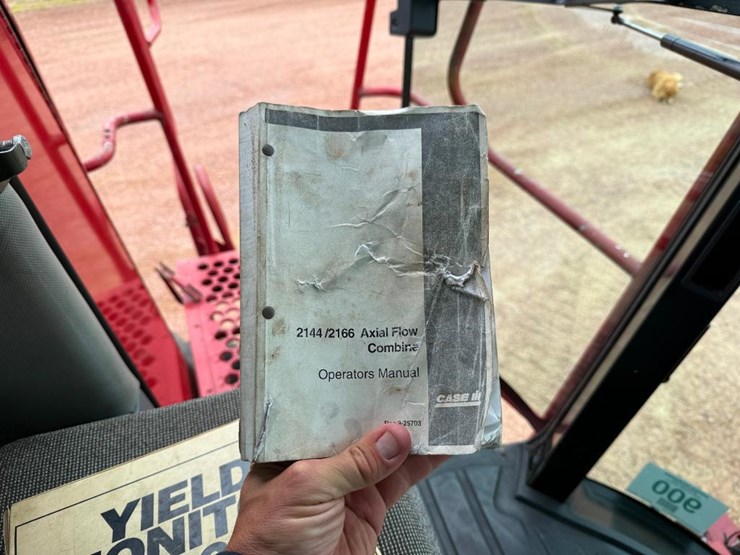 2144/2166 Axial Flow
Combine
Operators Manual
CASE IH
YIELD
900